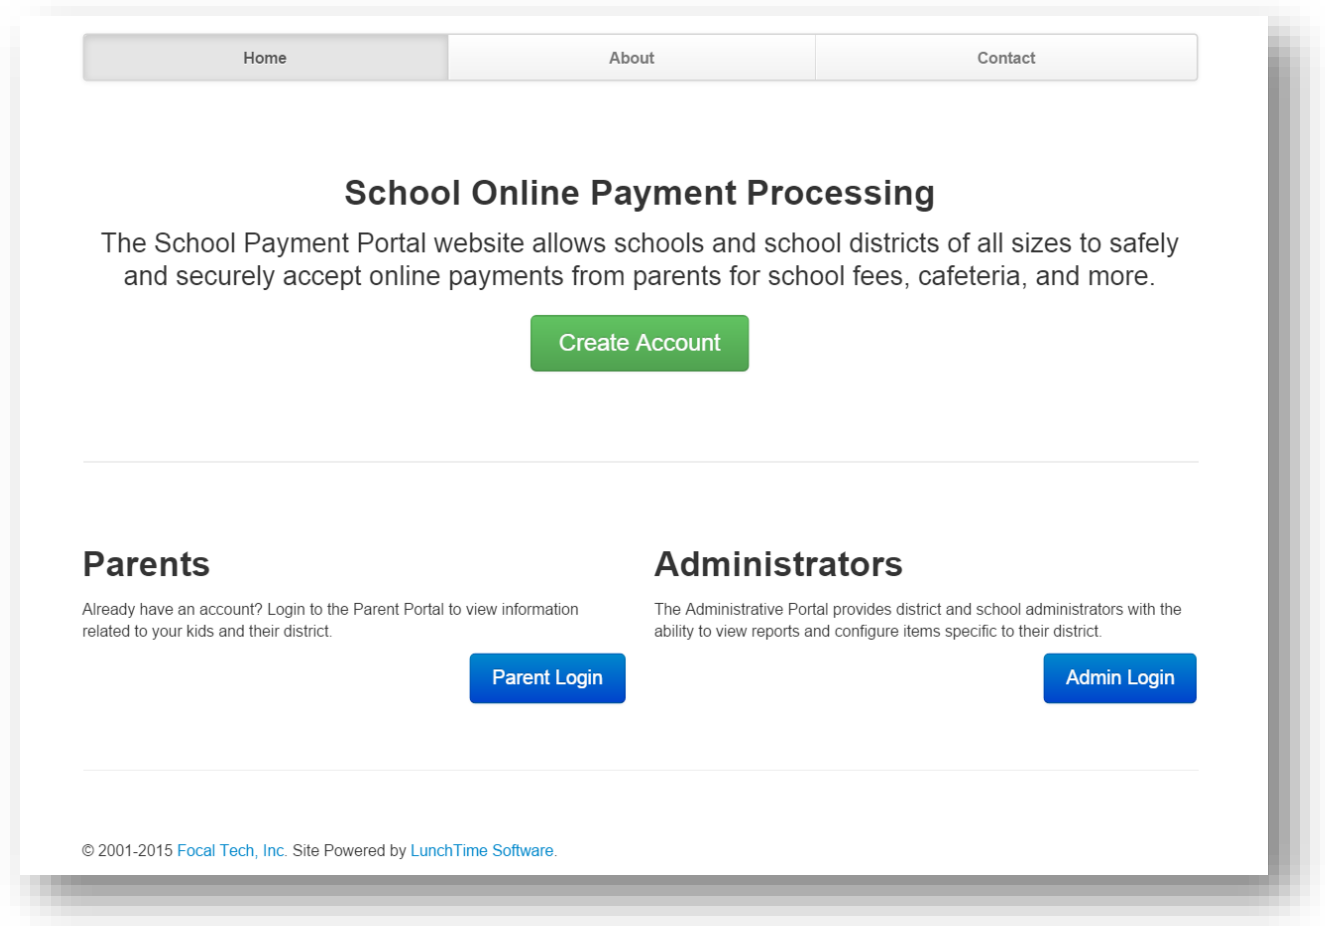 Home About Contact
School Online Payment Processing
The School Payment Portal website allows schools and school districts of all sizes to safely
and securely accept online payments from parents for school fees, cafeteria, and more.
Create Account
Parents
Already have an account? Login to the Parent Portal to view information
related to your kids and their district.
Parent Login
Administrators
The Administrative Portal provides district and school administrators with the
ability to view reports and configure items specific to their district.
Admin Login
© 2001-2015 Focal Tech, Inc. Site Powered by LunchTime Software.